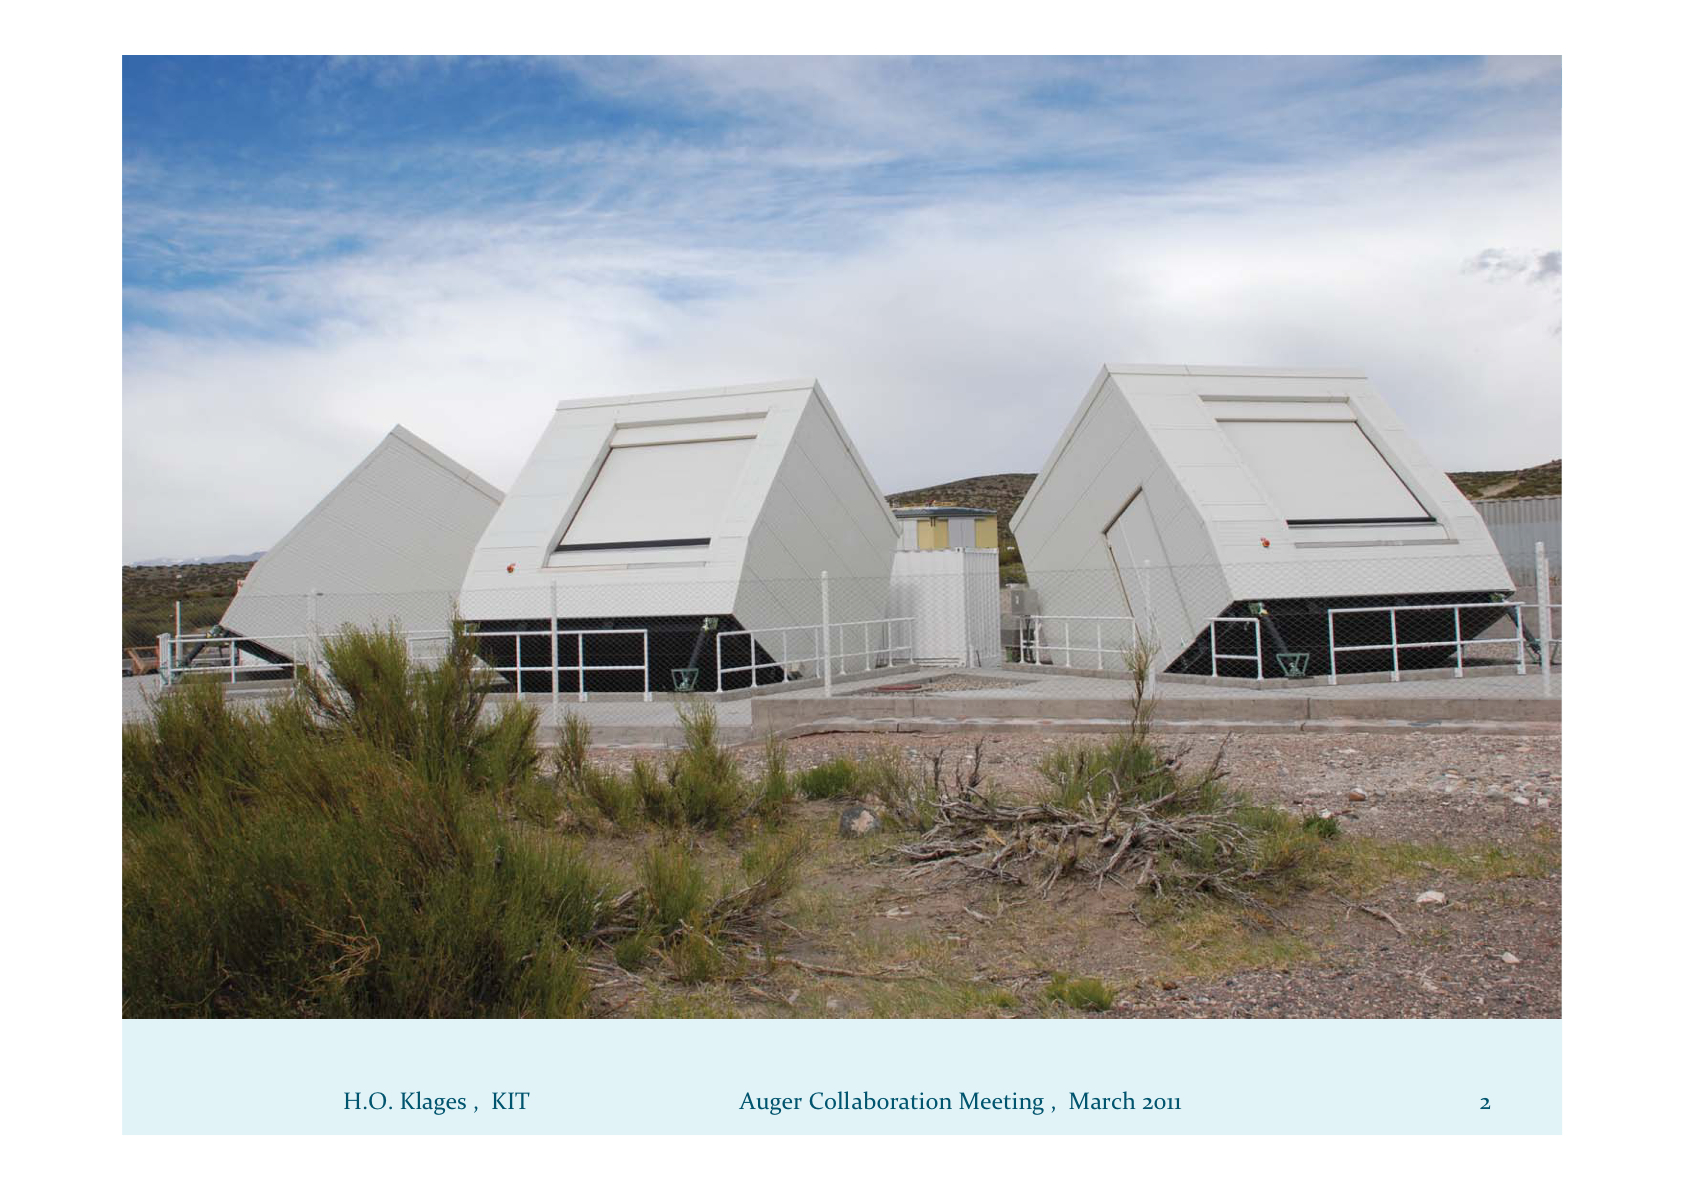 H.O. Klages , KIT Auger Collaboration Meeting , March 2011 2